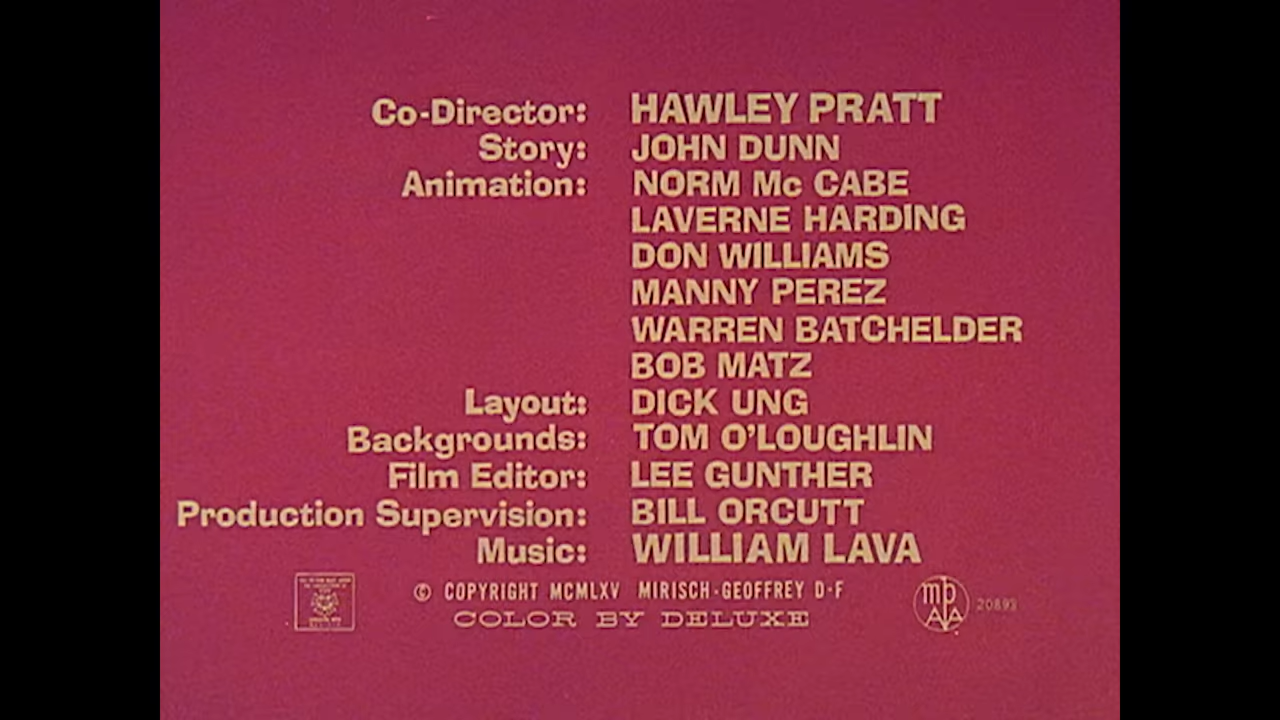 Co-Director: HAWLEY PRATT
Story: JOHN DUNN
Animation: NORM Mc CABE
LAVERNE HARDING
DON WILLIAMS
MANNY PEREZ
WARREN BATCHELDER
BOB MATZ
Layout: DICK UNG
Backgrounds: TOM O'LOUGHLIN
Film Editor: LEE GUNTHER
Production Supervision: BILL ORCUTT
Music: WILLIAM LAVA
© COPYRIGHT MCMLXV MIRISCH-GEOFFREY D-F
COLOR BY DELUXE
mp
AA